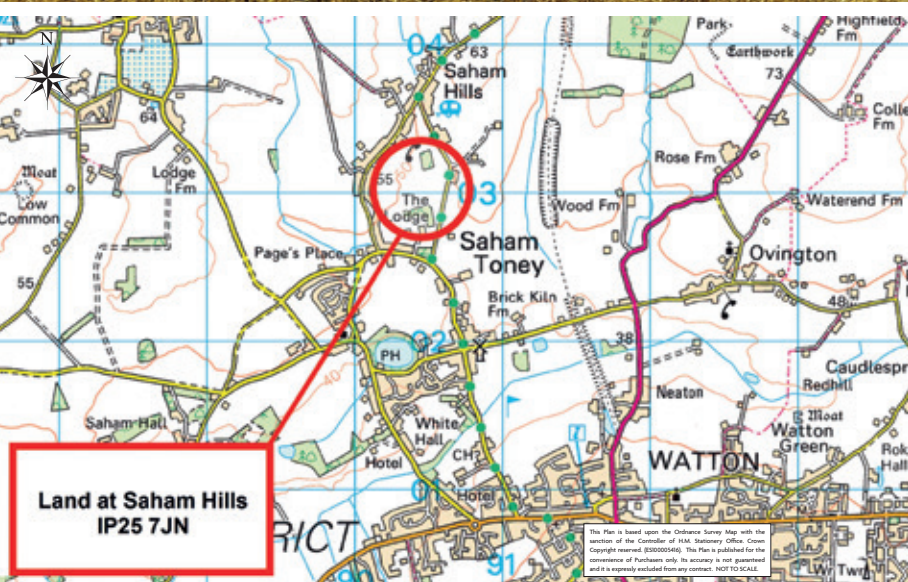 67
N
04
63
Saham
Hills
Park
Earthwork
73
Highfield
Fm
64
Colle
Fm
Moat
Low
Common
Lodge
Fm
55
50
03
The
Lodge
Rose Fm
Wood Fm
Waterend Fm
Page's Place
Saham
Toney
Ovington
55
Brick Kiln
Fm
48
02
PH
38
40
Caudlespr
Redhill
Neaton
Saham Hall
White
Hall
Moat
Watton
Green
Hotel
CH
WATTON
Rok
Hall
01
Hotel
Land at Saham Hills
IP25 7JN
RICT
91
Wr Twr
This Plan is based upon the Ordnance Survey Map with the
sanction of the Controller of H.M. Stationery Office. Crown
Copyright reserved. (ES100005416). This Plan is published for the
convenience of Purchasers only. Its accuracy is not guaranteed
and it is expressly excluded from any contract. NOT TO SCALE.